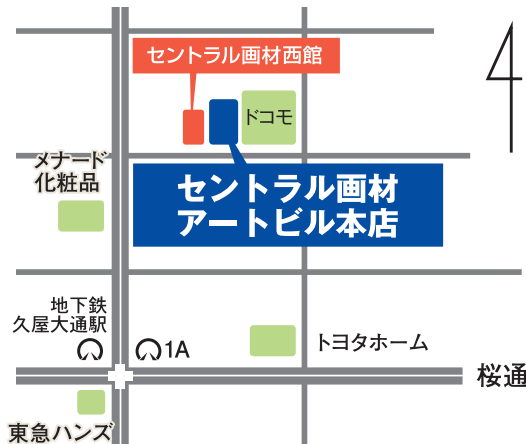 セントラル画材西館
ドコモ
メナード
化粧品
セントラル画材
アートビル本店
地下鉄
久屋大通駅
1A
トヨタホーム
桜通
東急ハンズ